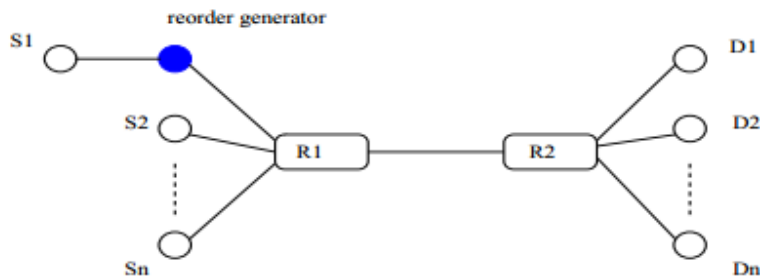 reorder generator
S1
D1
S2
D2
R1
R2
Sn
Dn